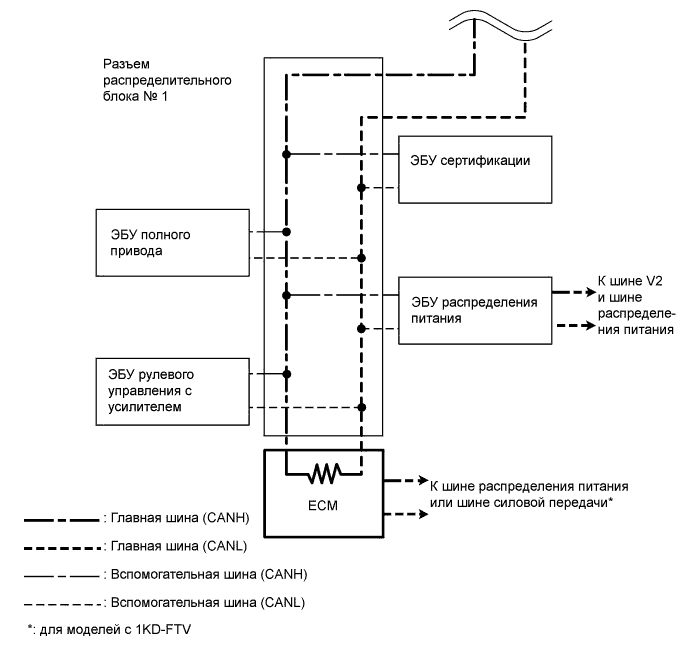 Разъем
распределительного
блока № 1
ЭБУ сертификации
ЭБУ полного
привода
ЭБУ распределения
питания
К шине V2
и шине
распределе-
ния питания
ЭБУ рулевого
управления с
усилителем
ECM
К шине распределения питания
или шине силовой передачи*
: Главная шина (CANH)
: Главная шина (CANL)
: Вспомогательная шина (CANH)
: Вспомогательная шина (CANL)
*: для моделей с 1KD-FTV